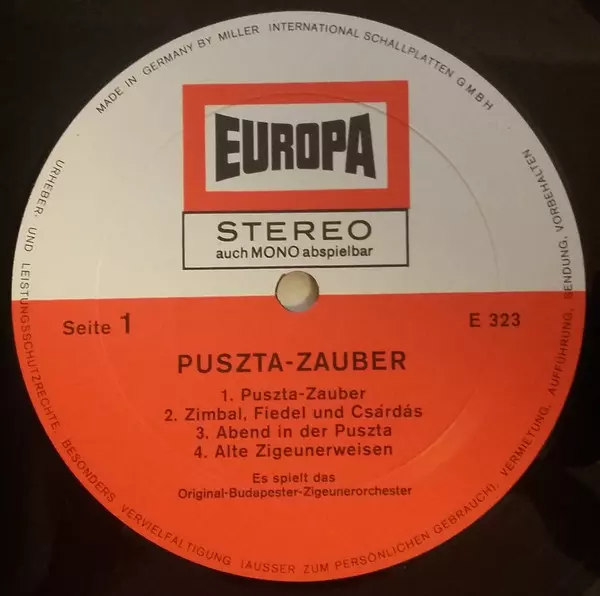 MADE IN GERMANY BY MILLER INTERNATIONAL SCHALLPLATTEN GMBH
EUROPA
STEREO
auch MONO abspielbar
Seite 1
E 323
PUSZTA-ZAUBER
1. Puszta-Zauber
2. Zimbal, Fiedel und Csárdás
3. Abend in der Puszta
4. Alte Zigeunerweisen
Es spielt das
Original-Budapester-Zigeunerorchester
URHEBER- UND LEISTUNGSSCHUTZRECHTE, BESONDERS VERVIELFÄLTIGUNG (AUSSER ZUM PERSÖNLICHEN GEBRAUCH), VERMIETUNG, AUFFÜHRUNG, SENDUNG, VORBEHALTEN